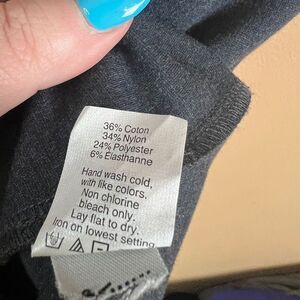 36% Coton
34% Nylon
24% Polyester
6% Elasthanne
Hand wash cold,
with like colors.
Non chlorine
bleach only.
Lay flat to dry.
Iron on lowest setting